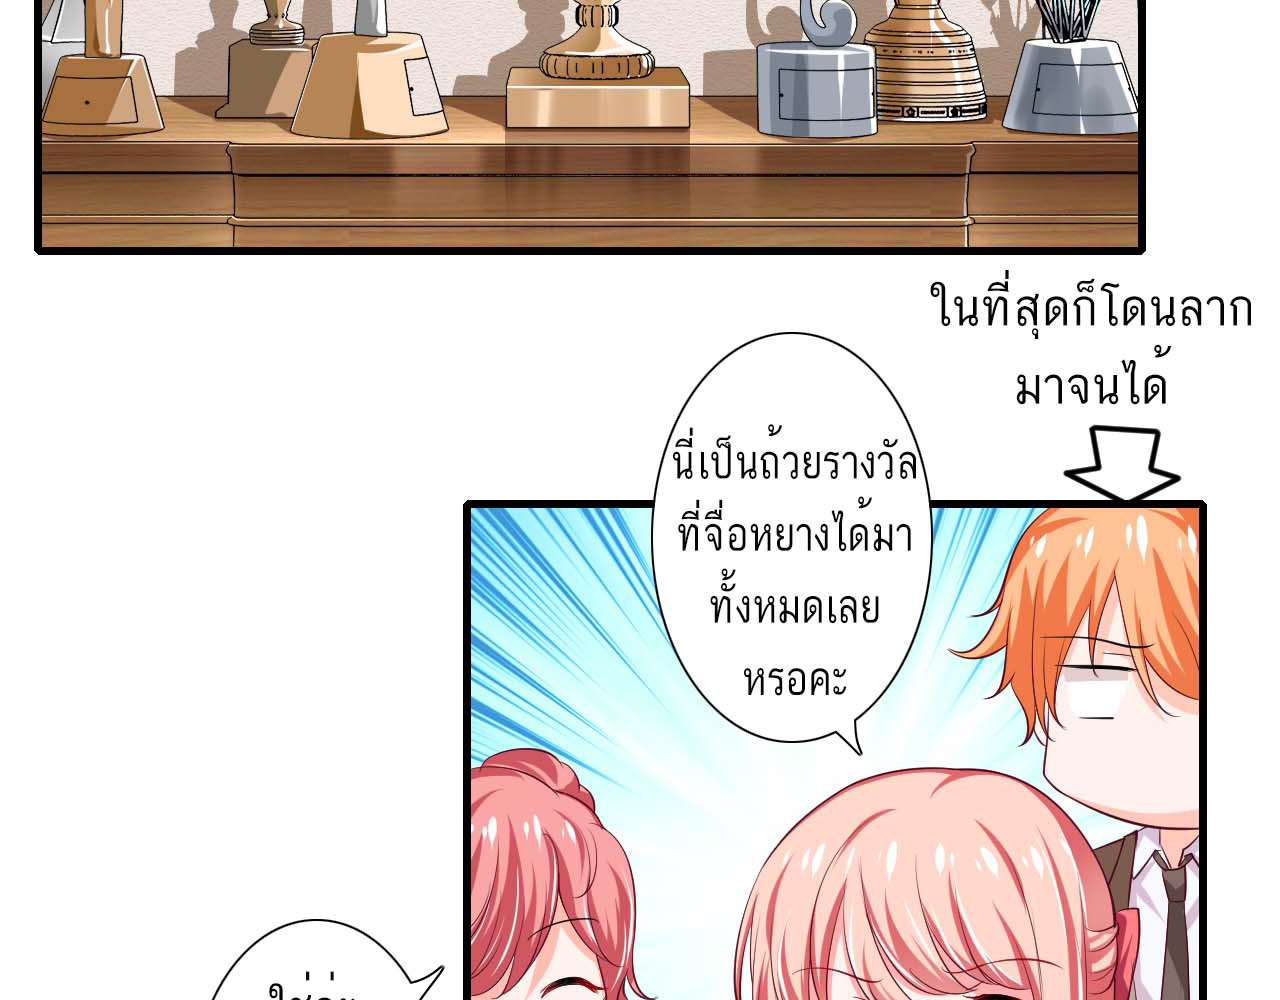 ในที่สุดก็โดนลาก
มาจนได้
นี่เป็นถ้วยรางวัล
ที่จื่อหยางได้มา
ทั้งหมดเลย
หรอคะ